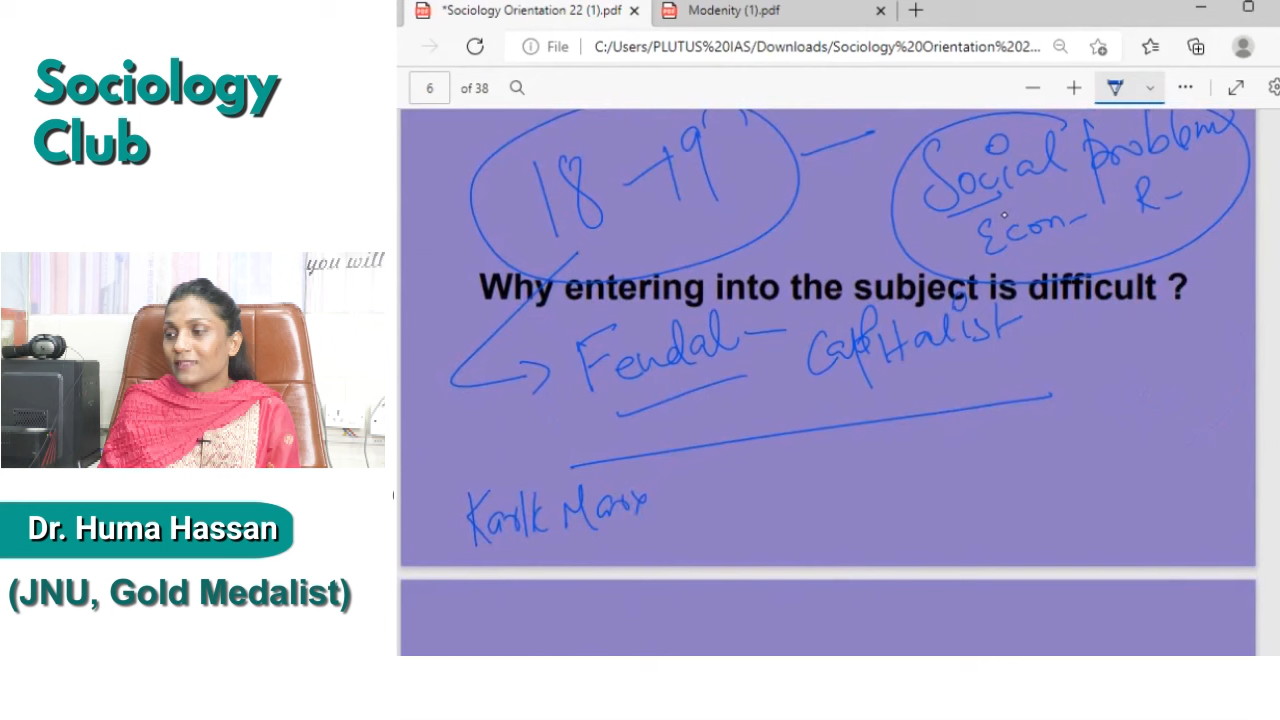 Sociology
Club
*Sociology Orientation 22 (1).pdf
Modenity (1).pdf
File
C:/Users/PLUTUS%20IAS/Downloads/Sociology%20Orientation%202...
6
of 38
18 - 19
Social problems
Econ- R-
Why entering into the subject is difficult ?
Feudal - Capitalist
Karlk Marx
you will
Dr. Huma Hassan
(JNU, Gold Medalist)